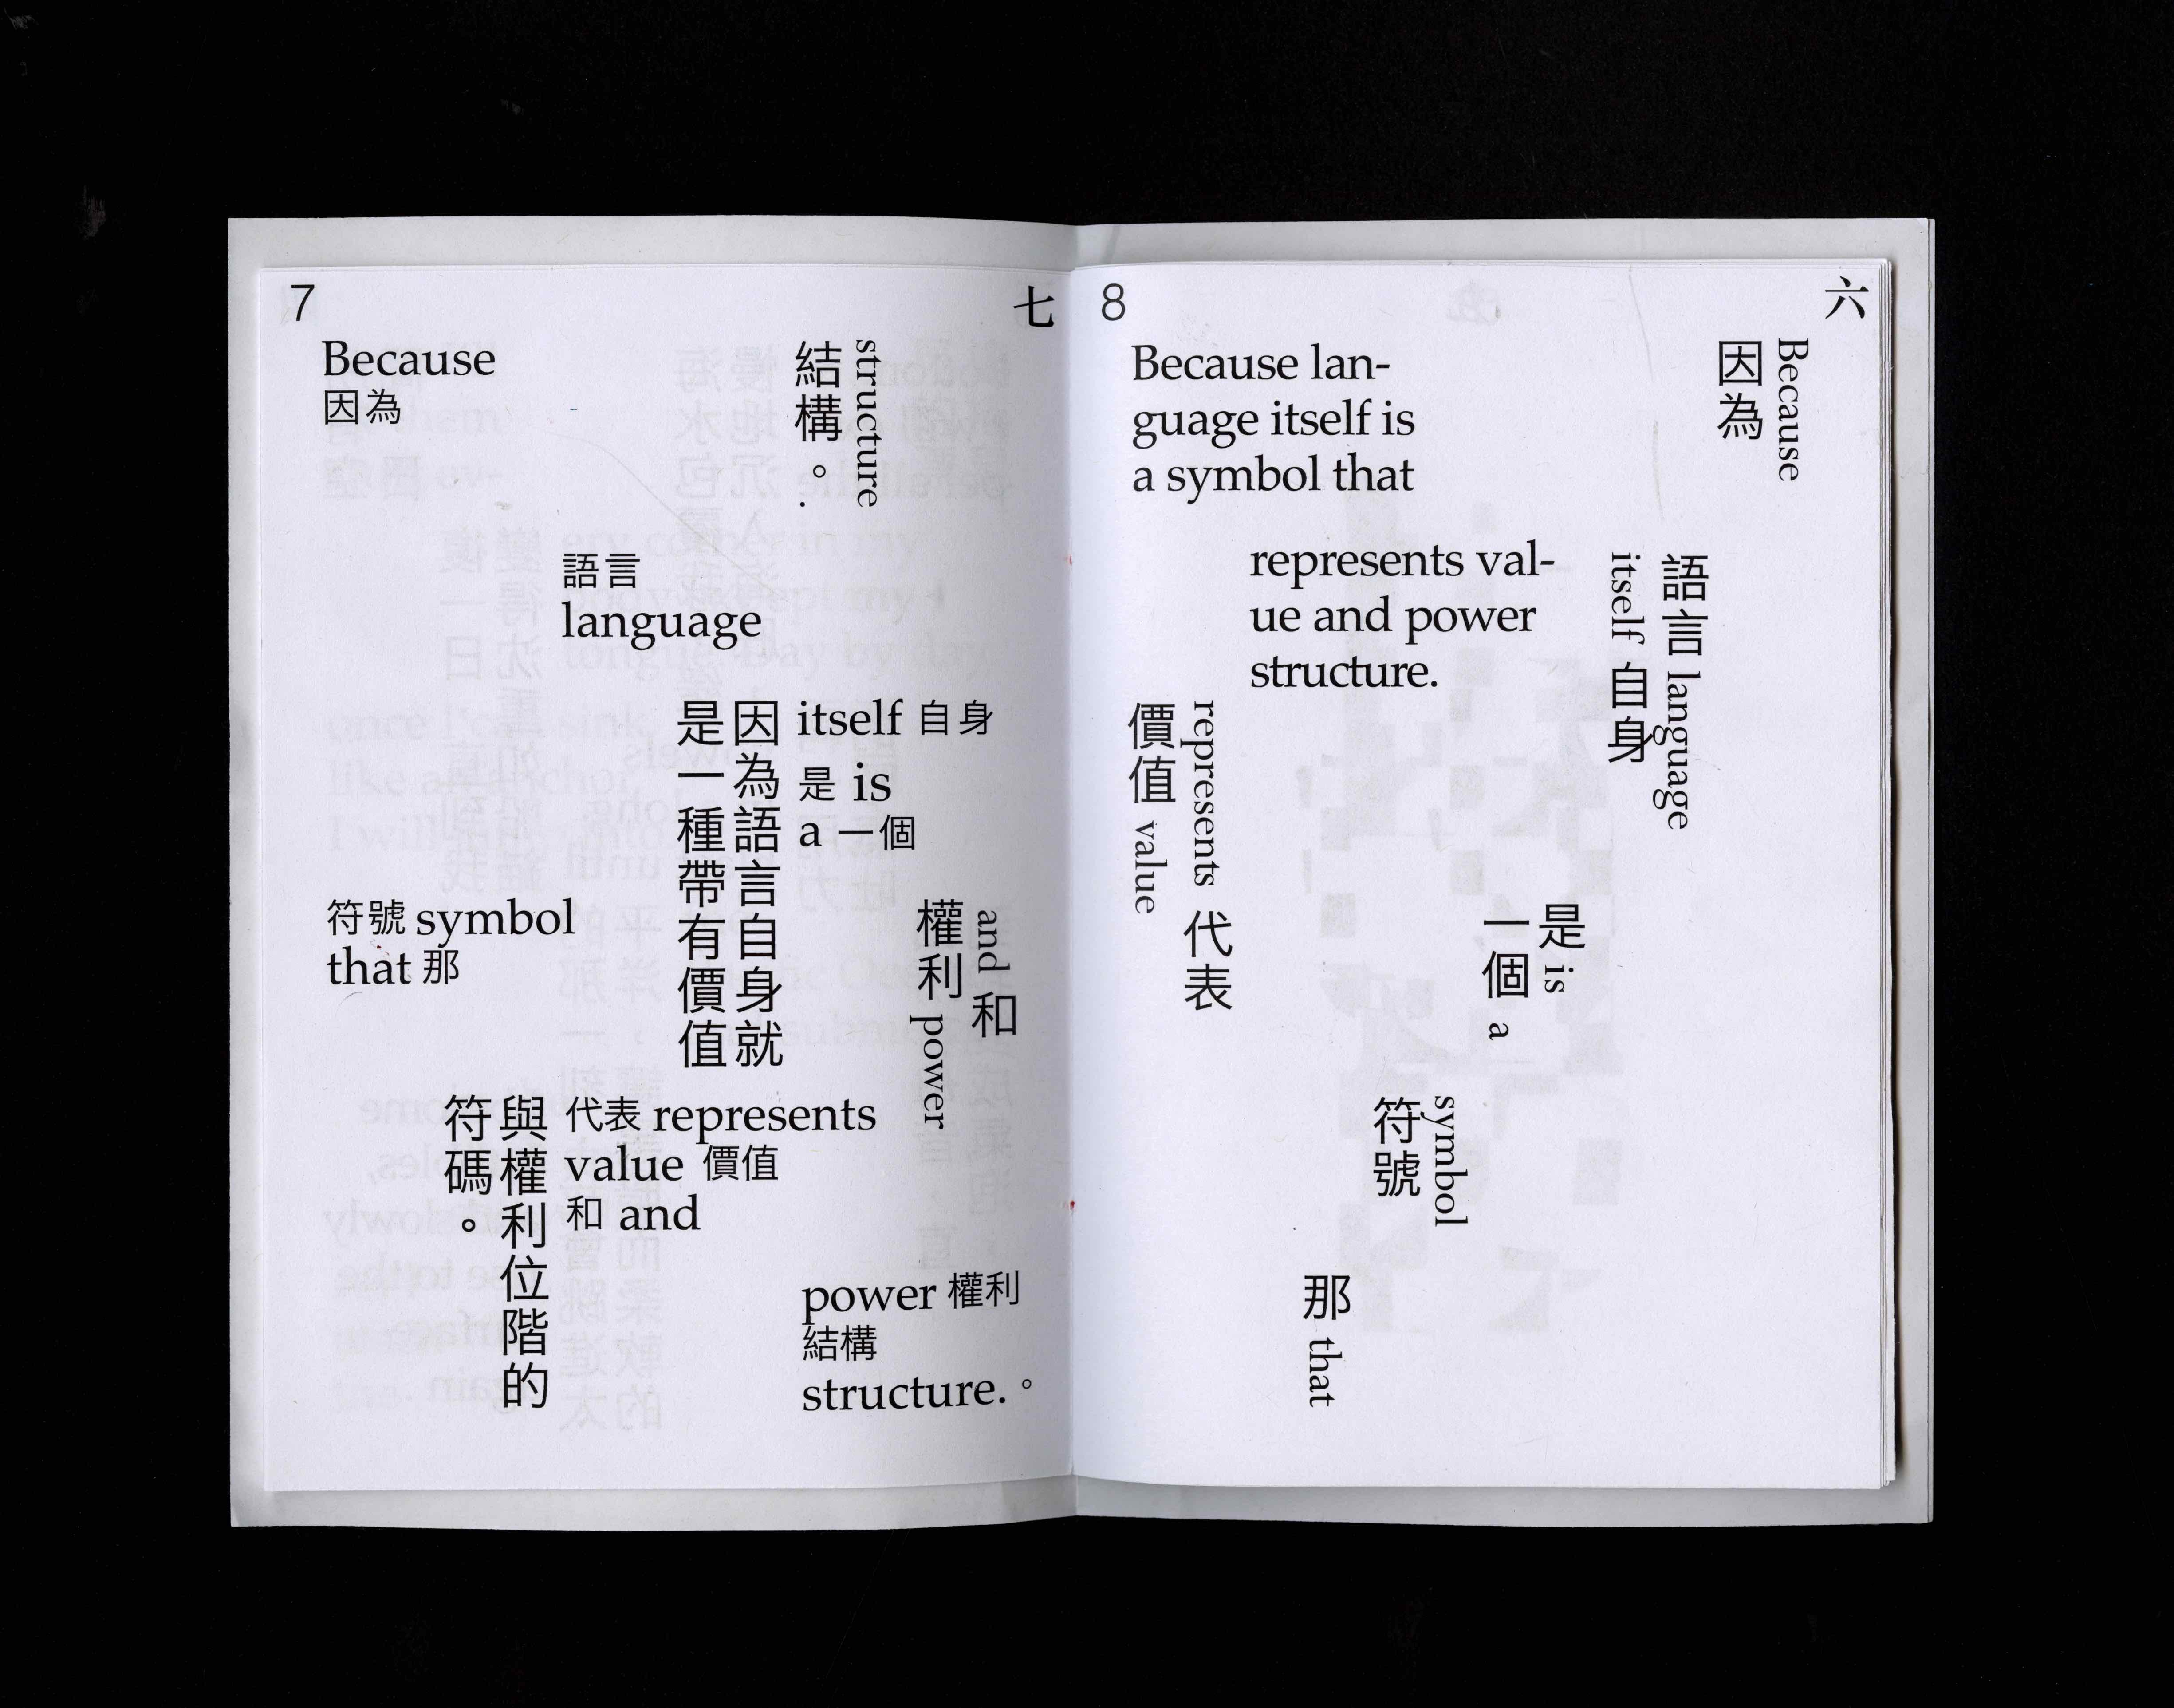 7
七
Because
因為
語言
language
itself 自身
是 is
a 一個
符號 symbol
that 那
代表 represents
value 價值
和 and
power 權利
結構
structure. 。
因為語言自身就
是一種帶有價值
與權利位階的
符碼。
and 和
權利 power
structure
結構。.
8
六
Because lan-
guage itself is
a symbol that
represents val-
ue and power
structure.
Because
因為
語言 language
itself 自身
是 is
一個 a
symbol
符號
那 that
represents 代表
價值 value